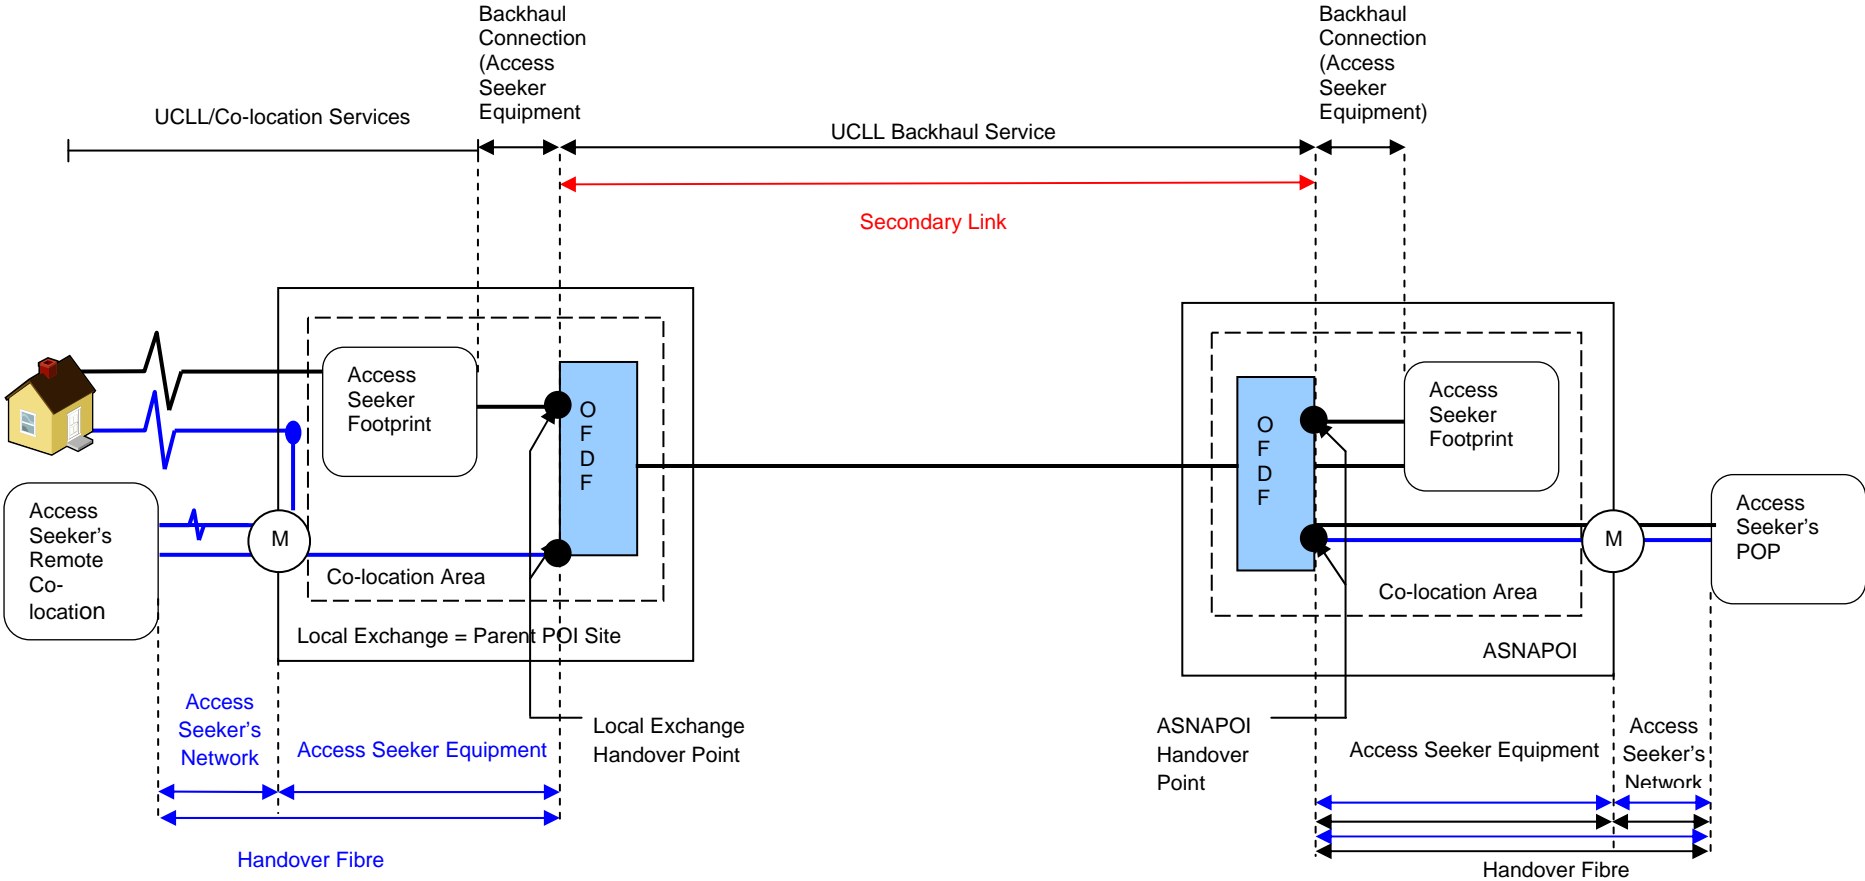 Backhaul
Connection
(Access
Seeker
Equipment
Backhaul
Connection
(Access
Seeker
Equipment)
UCLL/Co-location Services
UCLL Backhaul Service
Secondary Link
Access
Seeker
Footprint
O
F
D
F
O
F
D
F
Access
Seeker
Footprint
Access
Seeker's
Remote
Co-
location
M
Co-location Area
Local Exchange = Parent POI Site
M
Co-location Area
ASNAPOI
Access
Seeker's
POP
Access
Seeker's
Network
Access Seeker Equipment
Local Exchange
Handover Point
ASNAPOI
Handover
Point
Access Seeker Equipment
Access
Seeker's
Network
Handover Fibre
Handover Fibre